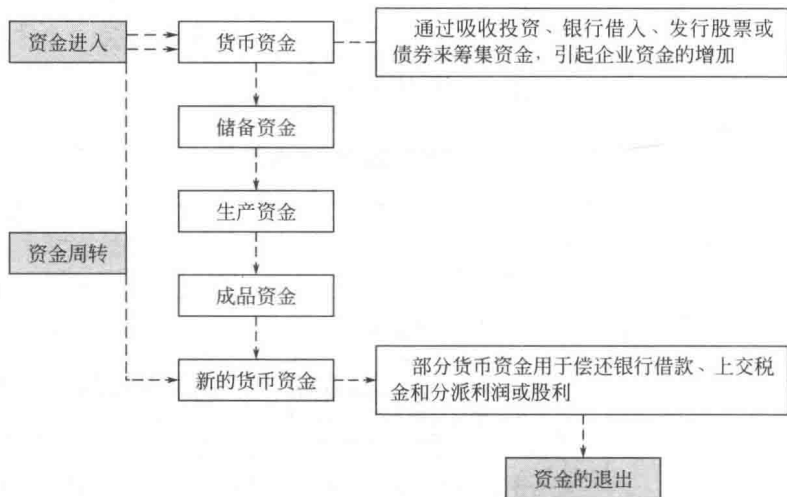 资金进入
货币资金
通过吸收投资、银行借入、发行股票或
债券来筹集资金，引起企业资金的增加
储备资金
生产资金
资金周转
成品资金
新的货币资金
部分货币资金用于偿还银行借款、上交税
金和分派利润或股利
资金的退出